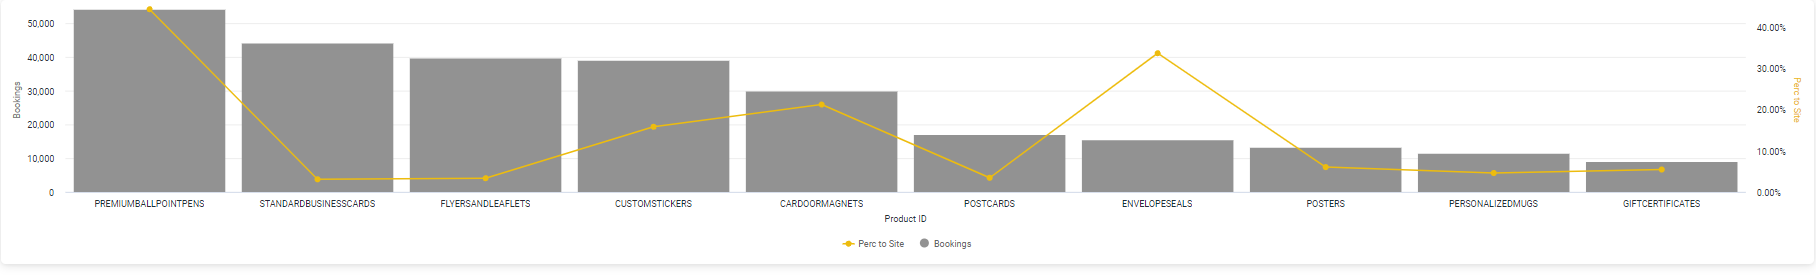 50,000
40,000
30,000
20,000
10,000
0
Bookings
40.00%
30.00%
20.00%
10.00%
0.00%
Perc to Site
PREMIUMBALLPOINTPENS STANDARDBUSINESSCARDS FLYERSANDLEAFLETS CUSTOMSTICKERS CARDOORMAGNETS POSTCARDS ENVELOPESEALS POSTERS PERSONALIZEDMUGS GIFTCERTIFICATES
Product ID
Perc to Site Bookings